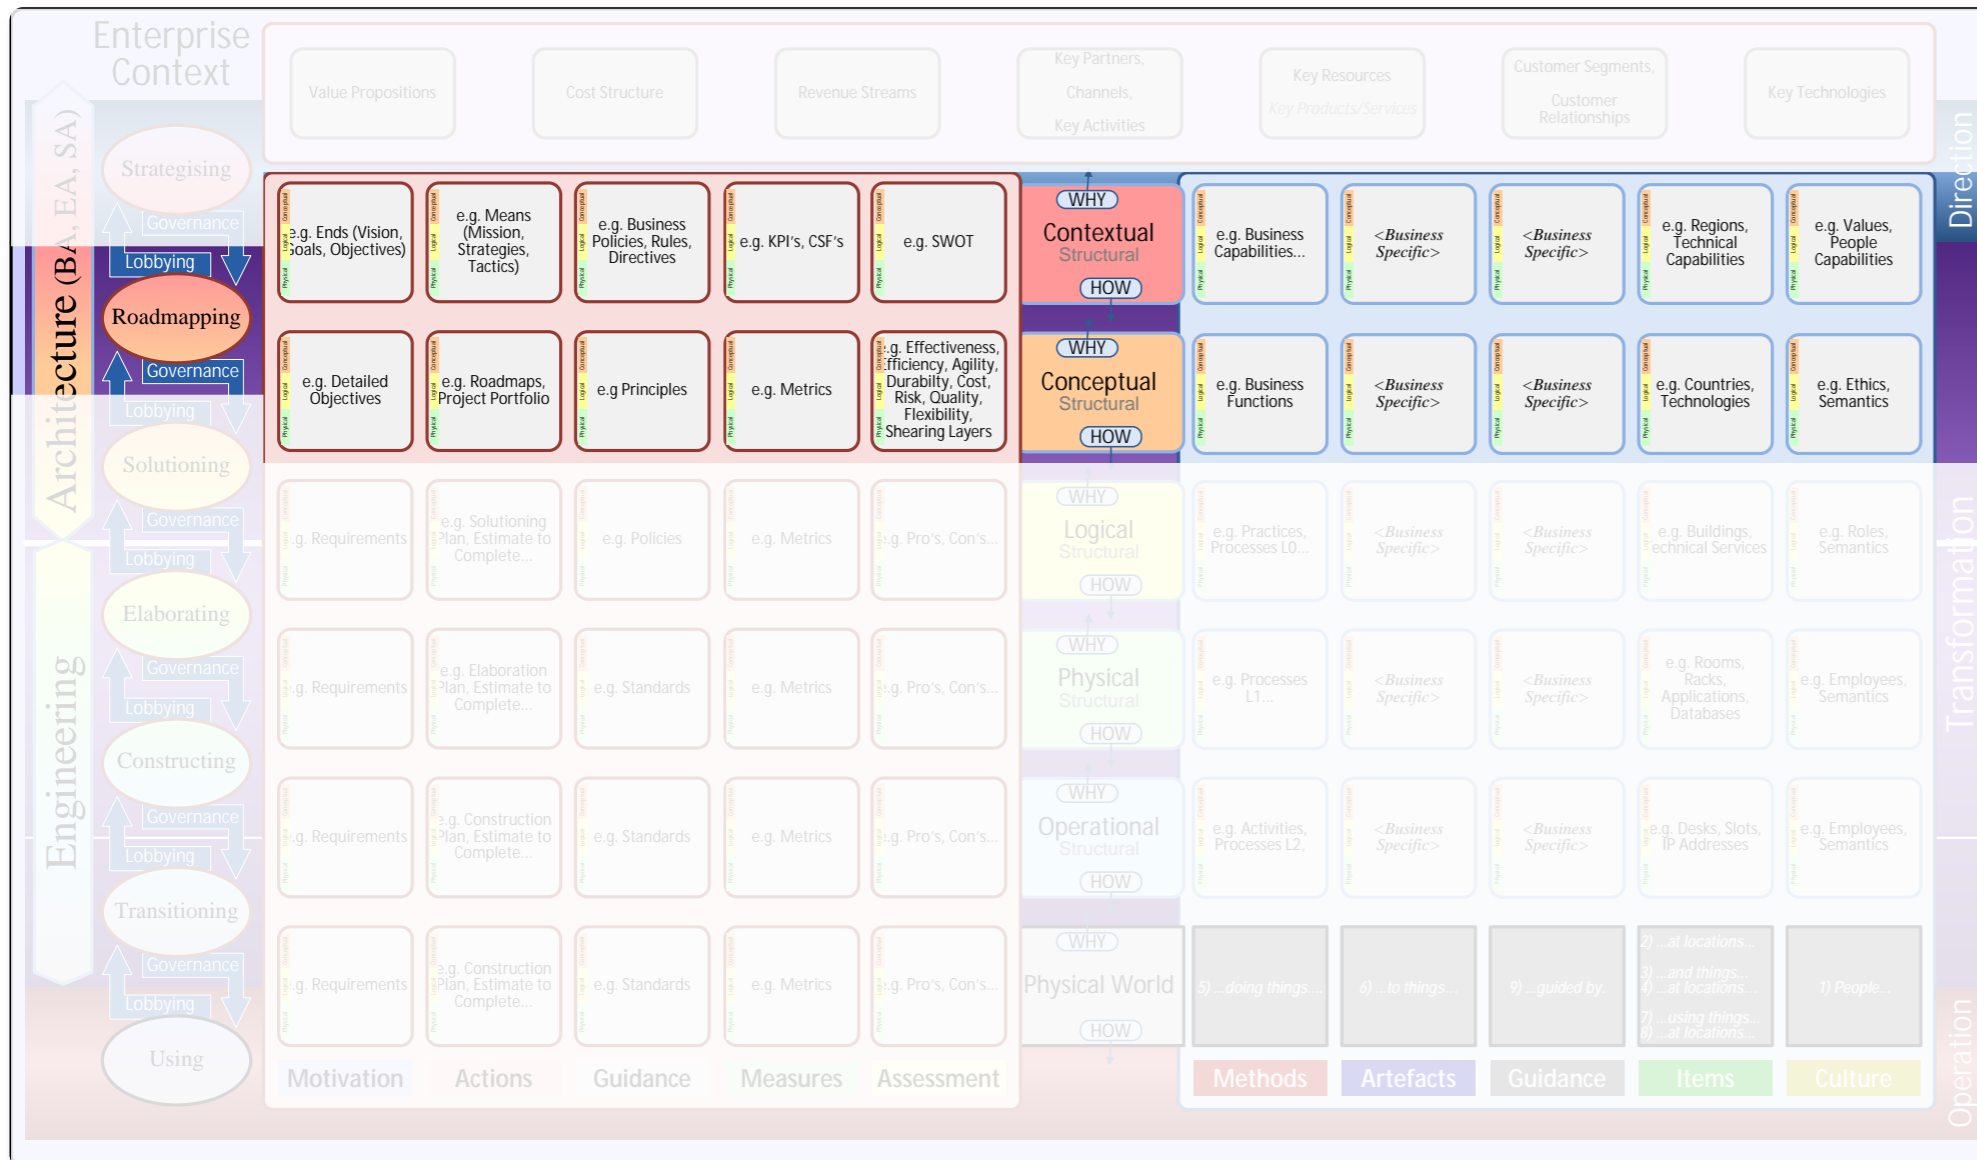 Enterprise
Context
Value Propositions
Cost Structure
Revenue Streams
Key Partners,
Channels,
Key Activities
Key Resources
Key Products/Services
Customer Segments,
Customer
Relationships
Key Technologies
Architecture (BA, EA, SA)
Engineering
Direction
Transformation
Operation
Strategising
Governance
Lobbying
Roadmapping
Governance
Lobbying
Solutioning
Governance
Lobbying
Elaborating
Governance
Lobbying
Constructing
Governance
Lobbying
Transitioning
Governance
Lobbying
Using
Physical Logical Conceptual
e.g. Ends (Vision,
Goals, Objectives)
e.g. Means
(Mission,
Strategies,
Tactics)
e.g. Business
Policies, Rules,
Directives
e.g. KPI's, CSF's
e.g. SWOT
WHY
Contextual
Structural
HOW
e.g. Business
Capabilities...
<Business
Specific>
<Business
Specific>
e.g. Regions,
Technical
Capabilities
e.g. Values,
People
Capabilities
e.g. Detailed
Objectives
e.g. Roadmaps,
Project Portfolio
e.g Principles
e.g. Metrics
e.g. Effectiveness,
Efficiency, Agility,
Durabilty, Cost,
Risk, Quality,
Flexibility,
Shearing Layers
WHY
Conceptual
Structural
HOW
e.g. Business
Functions
<Business
Specific>
<Business
Specific>
e.g. Countries,
Technologies
e.g. Ethics,
Semantics
e.g. Requirements
e.g. Solutioning
Plan, Estimate to
Complete...
e.g. Policies
e.g. Metrics
e.g. Pro's, Con's...
WHY
Logical
Structural
HOW
e.g. Practices,
Processes L0...
<Business
Specific>
<Business
Specific>
e.g. Buildings,
Technical Services
e.g. Roles,
Semantics
e.g. Requirements
e.g. Elaboration
Plan, Estimate to
Complete...
e.g. Standards
e.g. Metrics
e.g. Pro's, Con's...
WHY
Physical
Structural
HOW
e.g. Processes
L1...
<Business
Specific>
<Business
Specific>
e.g. Rooms,
Racks,
Applications,
Databases
e.g. Employees,
Semantics
e.g. Requirements
e.g. Construction
Plan, Estimate to
Complete...
e.g. Standards
e.g. Metrics
e.g. Pro's, Con's...
WHY
Operational
Structural
HOW
e.g. Activities,
Processes L2,
<Business
Specific>
<Business
Specific>
e.g. Desks, Slots,
IP Addresses
e.g. Employees,
Semantics
e.g. Requirements
e.g. Construction
Plan, Estimate to
Complete...
e.g. Standards
e.g. Metrics
e.g. Pro's, Con's...
WHY
Physical World
HOW
5) ...doing things....
6) ...to things...
9) ...guided by.
2) ...at locations...
3) ...and things...
4) ...at locations...
7) ...using things...
8) ...at locations...
1) People...
Motivation
Actions
Guidance
Measures
Assessment
Methods
Artefacts
Guidance
Items
Culture